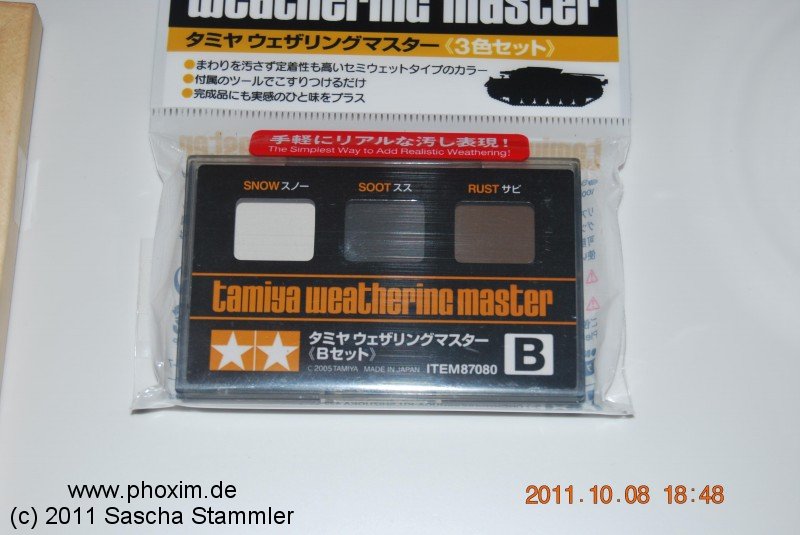 weathering master
タミヤ ウェザリングマスター《3色セット》
●まわりを汚さず定着性も高いセミウェットタイプのカラー
●付属のツールでこすりつけるだけ
●完成品にも実感のひと味をプラス
手軽にリアルな汚し表現！
The Simplest Way to Add Realistic Weathering!
SNOW スノー
SOOT スス
RUST サビ
tamiya weathering master
タミヤ ウェザリングマスター
《Bセット》
B
C 2005 TAMIYA MADE IN JAPAN ITEM 87080
www.phoxim.de
(c) 2011 Sascha Stammler
2011.10.08 18:48